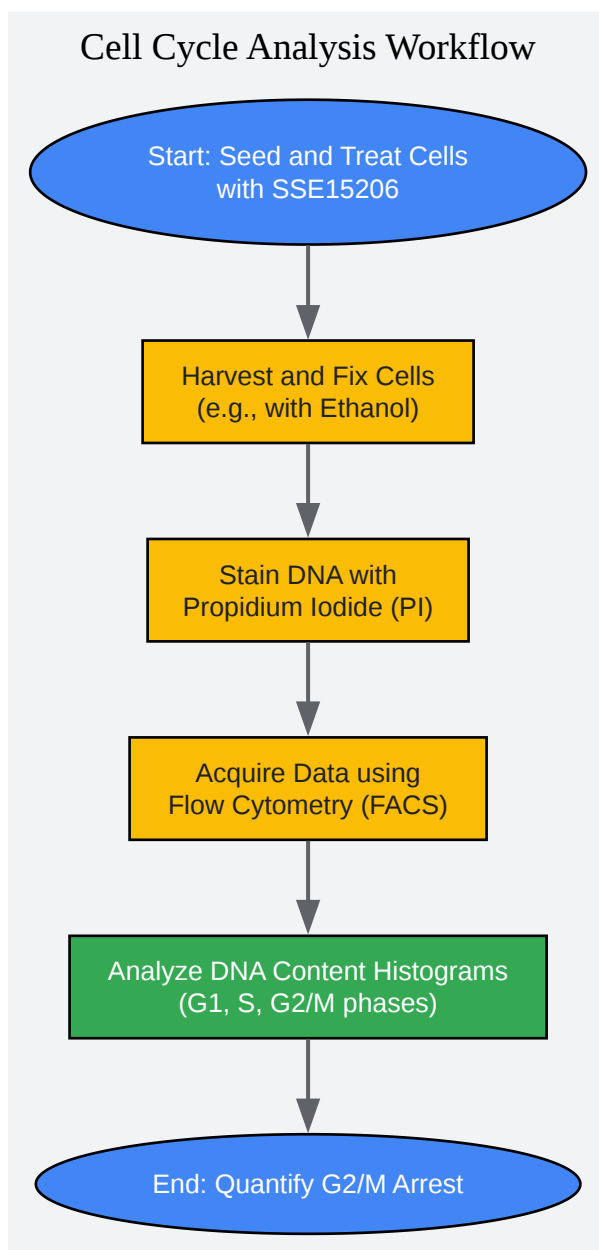 Cell Cycle Analysis Workflow
Start: Seed and Treat Cells
with SSE15206
Harvest and Fix Cells
(e.g., with Ethanol)
Stain DNA with
Propidium Iodide (PI)
Acquire Data using
Flow Cytometry (FACS)
Analyze DNA Content Histograms
(G1, S, G2/M phases)
End: Quantify G2/M Arrest